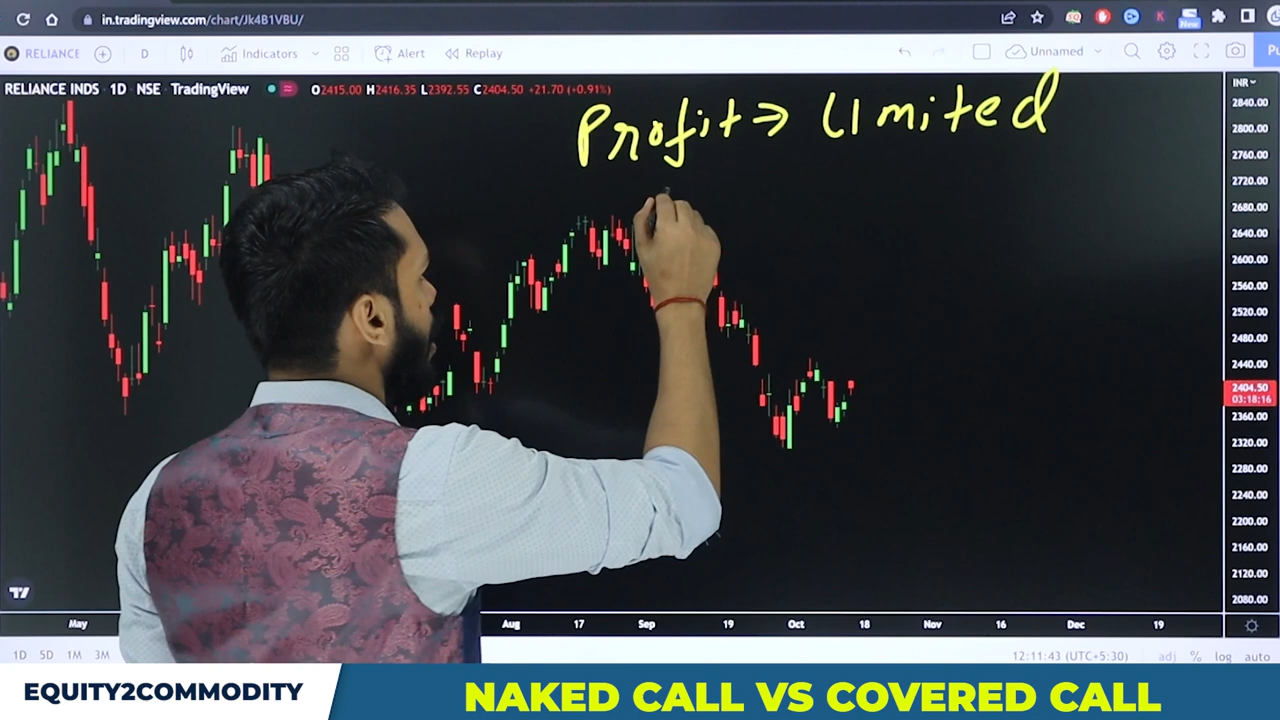 in.tradingview.com/chart/Jk4B1VBU/
New
RELIANCE D Indicators Alert Replay Unnamed Pu
RELIANCE INDS • 1D • NSE • TradingView O2415.00 H2416.35 L2392.55 C2404.50 +21.70 (+0.91%)
INR
Profit ⇒ Limited
2840.00
2800.00
2760.00
2720.00
2680.00
2640.00
2600.00
2560.00
2520.00
2480.00
2440.00
2404.50
03:18:16
2360.00
2320.00
2280.00
2240.00
2200.00
2160.00
2120.00
2080.00
May Aug 17 Sep 19 Oct 18 Nov 16 Dec 19
1D 5D 1M 3M 12:11:43 (UTC+5:30) adj % log auto
EQUITY2COMMODITY
NAKED CALL VS COVERED CALL